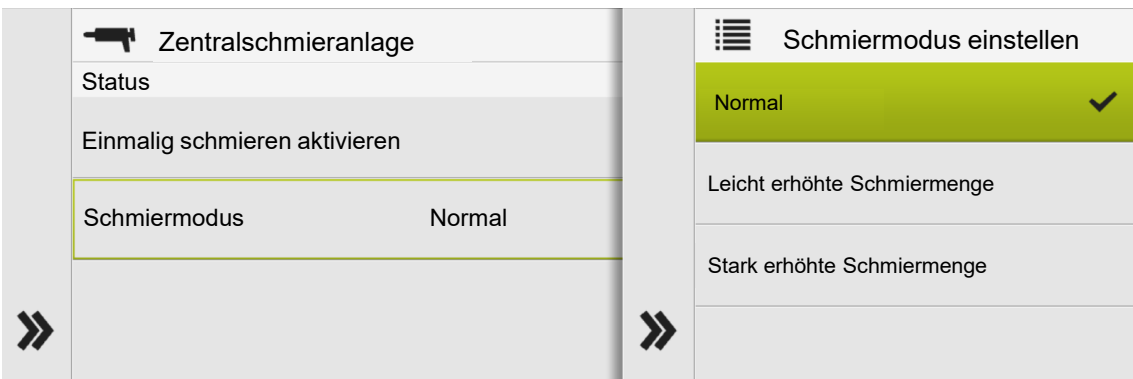 Zentralschmieranlage
Status
Einmalig schmieren aktivieren
Schmiermodus Normal
Schmiermodus einstellen
Normal
Leicht erhöhte Schmiermenge
Stark erhöhte Schmiermenge